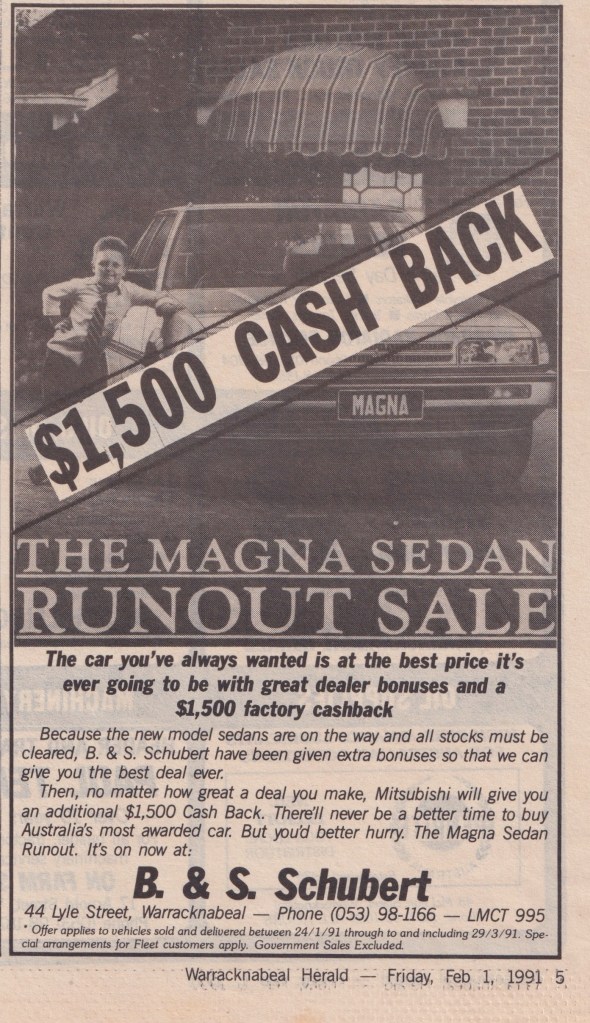 $1,500 CASH BACK
MAGNA
THE MAGNA SEDAN
RUNOUT SALE
The car you've always wanted is at the best price it's
ever going to be with great dealer bonuses and a
$1,500 factory cashback
Because the new model sedans are on the way and all stocks must be
cleared, B. & S. Schubert have been given extra bonuses so that we can
give you the best deal ever.
Then, no matter how great a deal you make, Mitsubishi will give you
an additional $1,500 Cash Back. There'll never be a better time to buy
Australia's most awarded car. But you'd better hurry. The Magna Sedan
Runout. It's on now at:
B. & S. Schubert
44 Lyle Street, Warracknabeal — Phone (053) 98-1166 — LMCT 995
* Offer applies to vehicles sold and delivered between 24/1/91 through to and including 29/3/91. Spe-
cial arrangements for Fleet customers apply. Government Sales Excluded.
Warracknabeal Herald — Friday, Feb 1, 1991 5